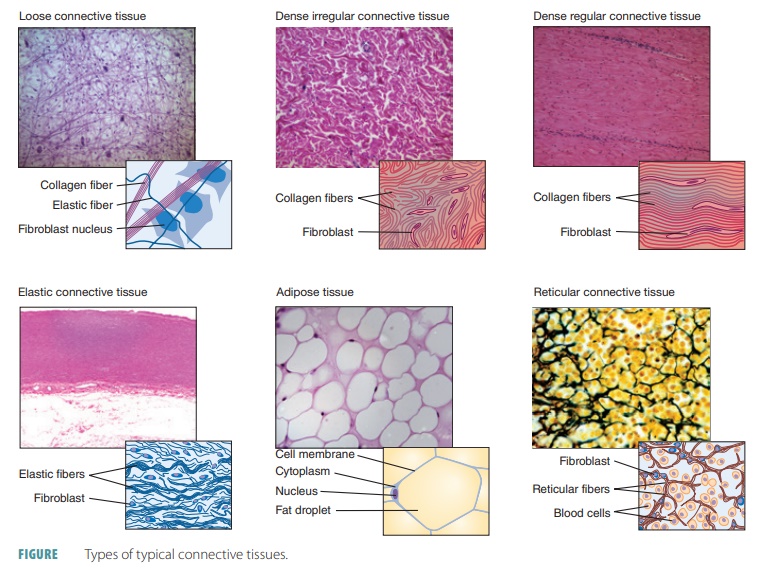 Loose connective tissue
Dense irregular connective tissue
Dense regular connective tissue
Collagen fiber
Elastic fiber
Fibroblast nucleus
Collagen fibers
Fibroblast
Collagen fibers
Fibroblast
Elastic connective tissue
Adipose tissue
Reticular connective tissue
Elastic fibers
Fibroblast
Cell membrane
Cytoplasm
Nucleus
Fat droplet
Fibroblast
Reticular fibers
Blood cells
FIGURE Types of typical connective tissues.